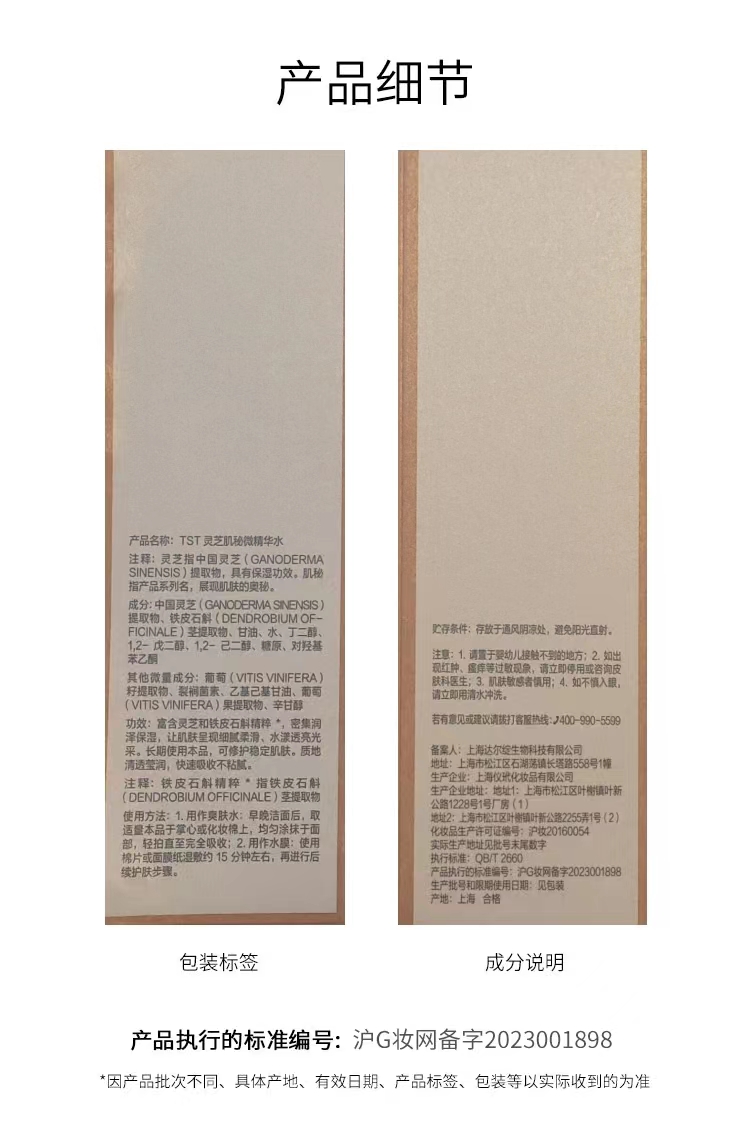 产品细节
产品名称：TST 灵芝肌秘微精华水
注释：灵芝指中国灵芝（GANODERMA
SINENSIS）提取物，具有保湿功效。肌秘
指产品系列名，展现肌肤的奥秘。
成分：中国灵芝（GANODERMA SINENSIS）
提取物、铁皮石斛（DENDROBIUM OF-
FICINALE）茎提取物、甘油、水、丁二醇、
1,2- 戊二醇、1,2- 己二醇、糖原、对羟基
苯乙酮
其他微量成分：葡萄（VITIS VINIFERA）
籽提取物、裂裥菌素、乙基己基甘油、葡萄
（VITIS VINIFERA）果提取物、辛甘醇
功效：富含灵芝和铁皮石斛精粹 *，密集润
泽保湿，让肌肤呈现细腻柔滑、水漾透亮光
采。长期使用本品，可修护稳定肌肤。质地
清透莹润，快速吸收不粘腻。
注释：铁皮石斛精粹 * 指铁皮石斛
（DENDROBIUM OFFICINALE）茎提取物
使用方法：1. 用作爽肤水：早晚洁面后，取
适量本品于掌心或化妆棉上，均匀涂抹于面
部，轻拍直至完全吸收；2. 用作水膜：使用
棉片或面膜纸湿敷约 15 分钟左右，再进行后
续护肤步骤。
贮存条件：存放于通风阴凉处，避免阳光直射。
注意：1. 请置于婴幼儿接触不到的地方；2. 如出
现红肿、瘙痒等过敏现象，请立即停用或咨询皮
肤科医生；3. 肌肤敏感者慎用；4. 如不慎入眼，
请立即用清水冲洗。
若有意见或建议请拨打客服热线：400-990-5599
备案人：上海达尔绽生物科技有限公司
地址：上海市松江区石湖荡镇长塔路558号1幢
生产企业：上海仪玳化妆品有限公司
生产企业地址：地址1：上海市松江区叶榭镇叶新
公路1228号1号厂房（1）
地址2：上海市松江区叶榭镇叶新公路2255弄1号（2）
化妆品生产许可证编号：沪妆20160054
实际生产地址见批号末尾数字
执行标准：QB/T 2660
产品执行的标准编号：沪G妆网备字2023001898
生产批号和限期使用日期：见包装
产地：上海 合格
包装标签
成分说明
产品执行的标准编号：沪G妆网备字2023001898
*因产品批次不同、具体产地、有效日期、产品标签、包装等以实际收到的为准